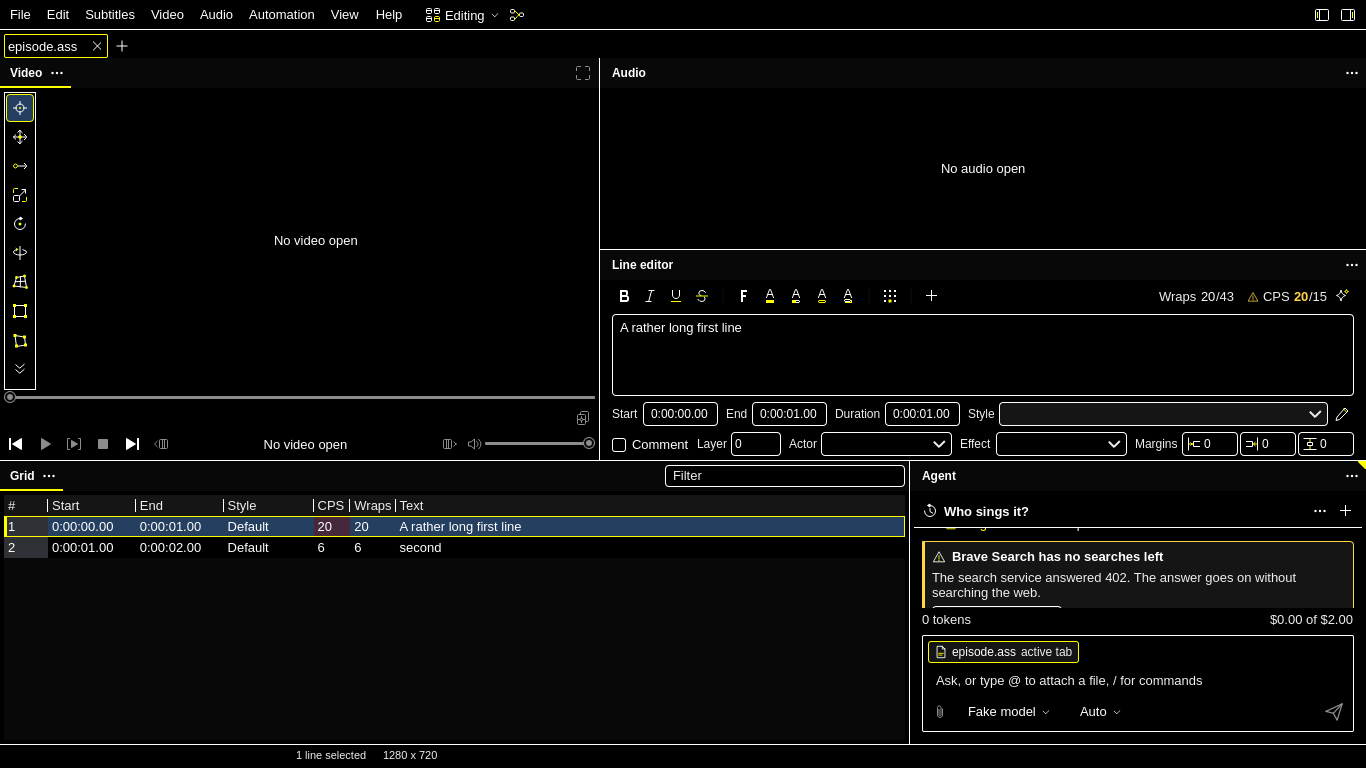 File Edit Subtitles Video Audio Automation View Help Editing
episode.ass
Video
Audio
No video open
No audio open
Line editor
B I U S F A A A A Wraps 20/43 CPS 20/15
A rather long first line
Start 0:00:00.00 End 0:00:01.00 Duration 0:00:01.00 Style
No video open
Comment Layer 0 Actor Effect Margins 0 0 0
Grid
Filter
# Start End Style CPS Wraps Text
1 0:00:00.00 0:00:01.00 Default 20 20 A rather long first line
2 0:00:01.00 0:00:02.00 Default 6 6 second
Agent
Who sings it?
Brave Search has no searches left
The search service answered 402. The answer goes on without
searching the web.
0 tokens $0.00 of $2.00
episode.ass active tab
Ask, or type @ to attach a file, / for commands
Fake model Auto
1 line selected 1280 x 720